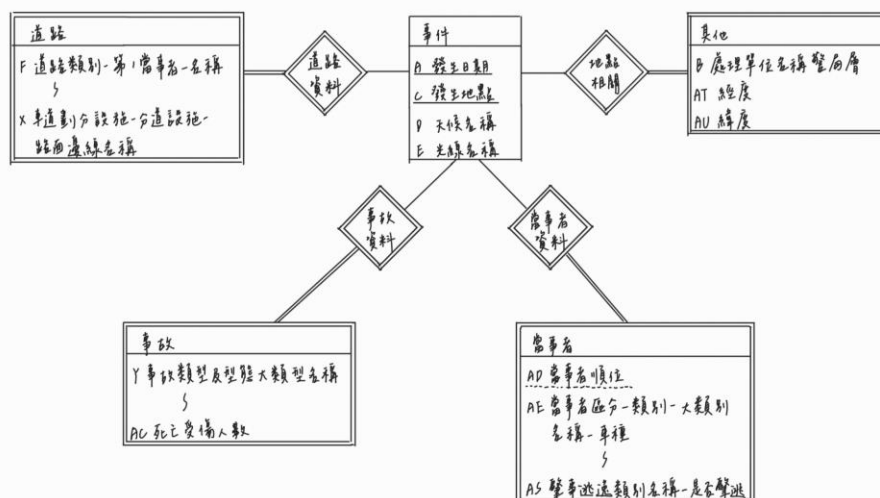 道路
F 道路類別-第1當事者-名稱
X 車道劃分設施-分道設施-
路面邊線名稱
道路
資料
事件
A 發生日期
C 發生地點
D 天候名稱
E 光線名稱
地點
相關
其他
B 處理單位名稱警局層
AT 經度
AU 緯度
事故
資料
當事者
資料
事故
Y 事故類型及型態大類型名稱
AC 死亡受傷人數
當事者
AD 當事者順位
AE 當事者區分-類別-大類別
名稱-車種
AS 肇事逃逸類別名稱-是否肇逃